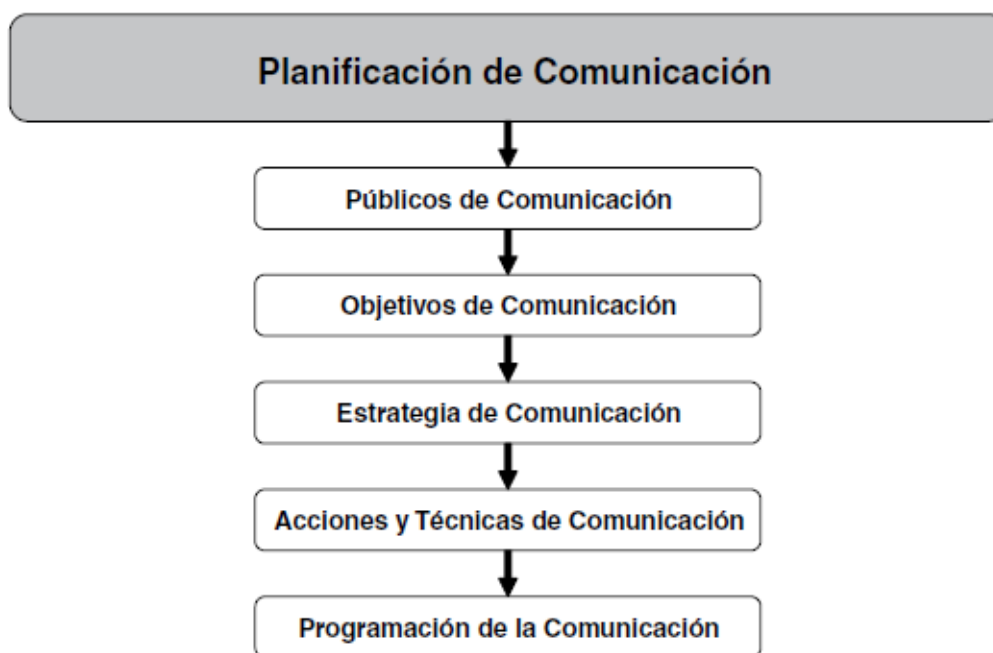 Planificación de Comunicación
Públicos de Comunicación
Objetivos de Comunicación
Estrategia de Comunicación
Acciones y Técnicas de Comunicación
Programación de la Comunicación